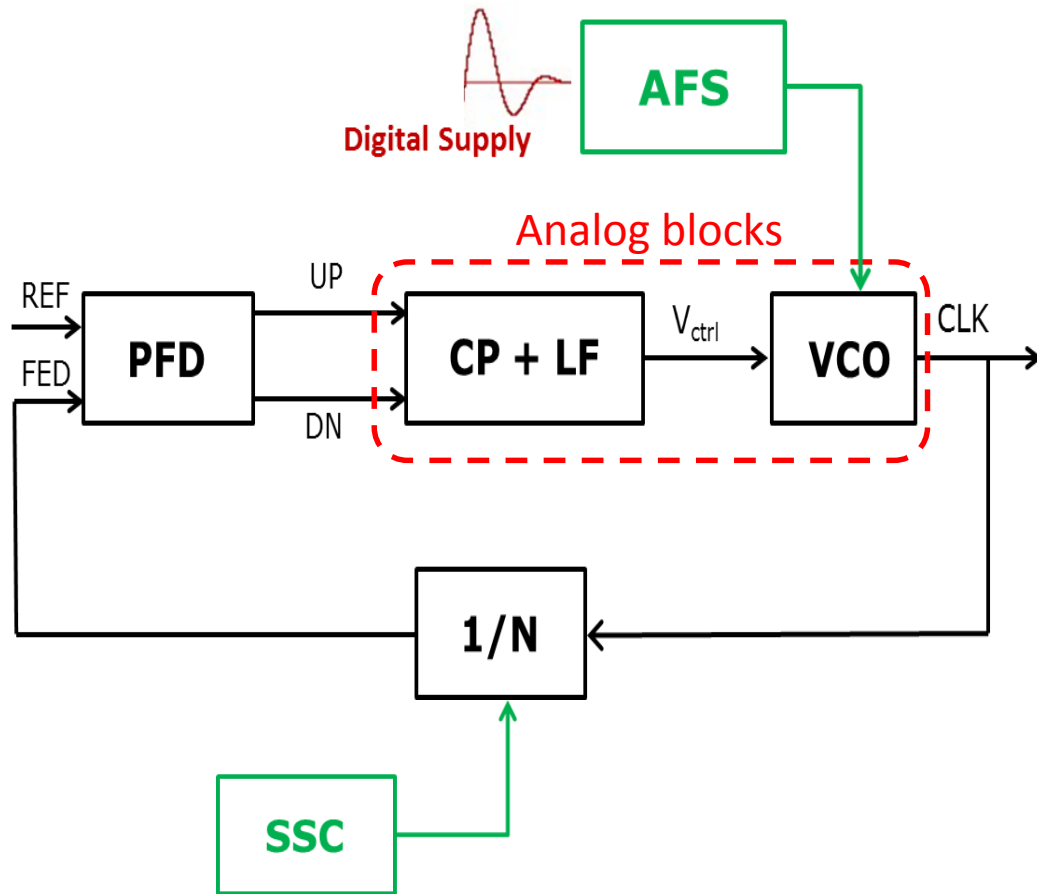 AFS
Digital Supply
Analog blocks
REF
FED
PFD
UP
DN
CP + LF
Vctrl
VCO
CLK
1/N
SSC